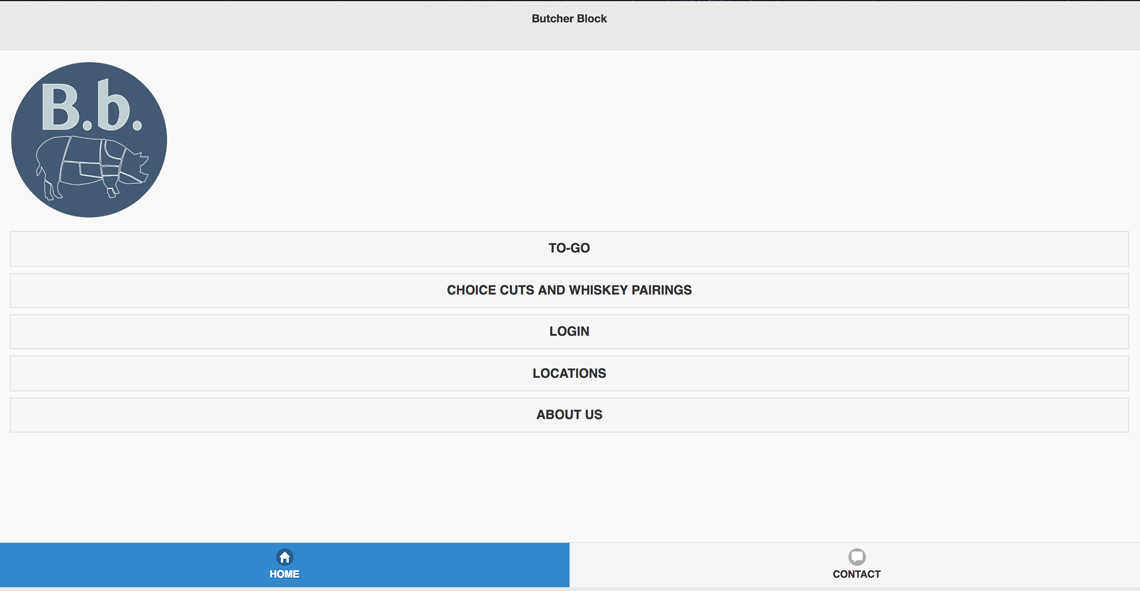 Butcher Block
B.b.
TO-GO
CHOICE CUTS AND WHISKEY PAIRINGS
LOGIN
LOCATIONS
ABOUT US
HOME
CONTACT